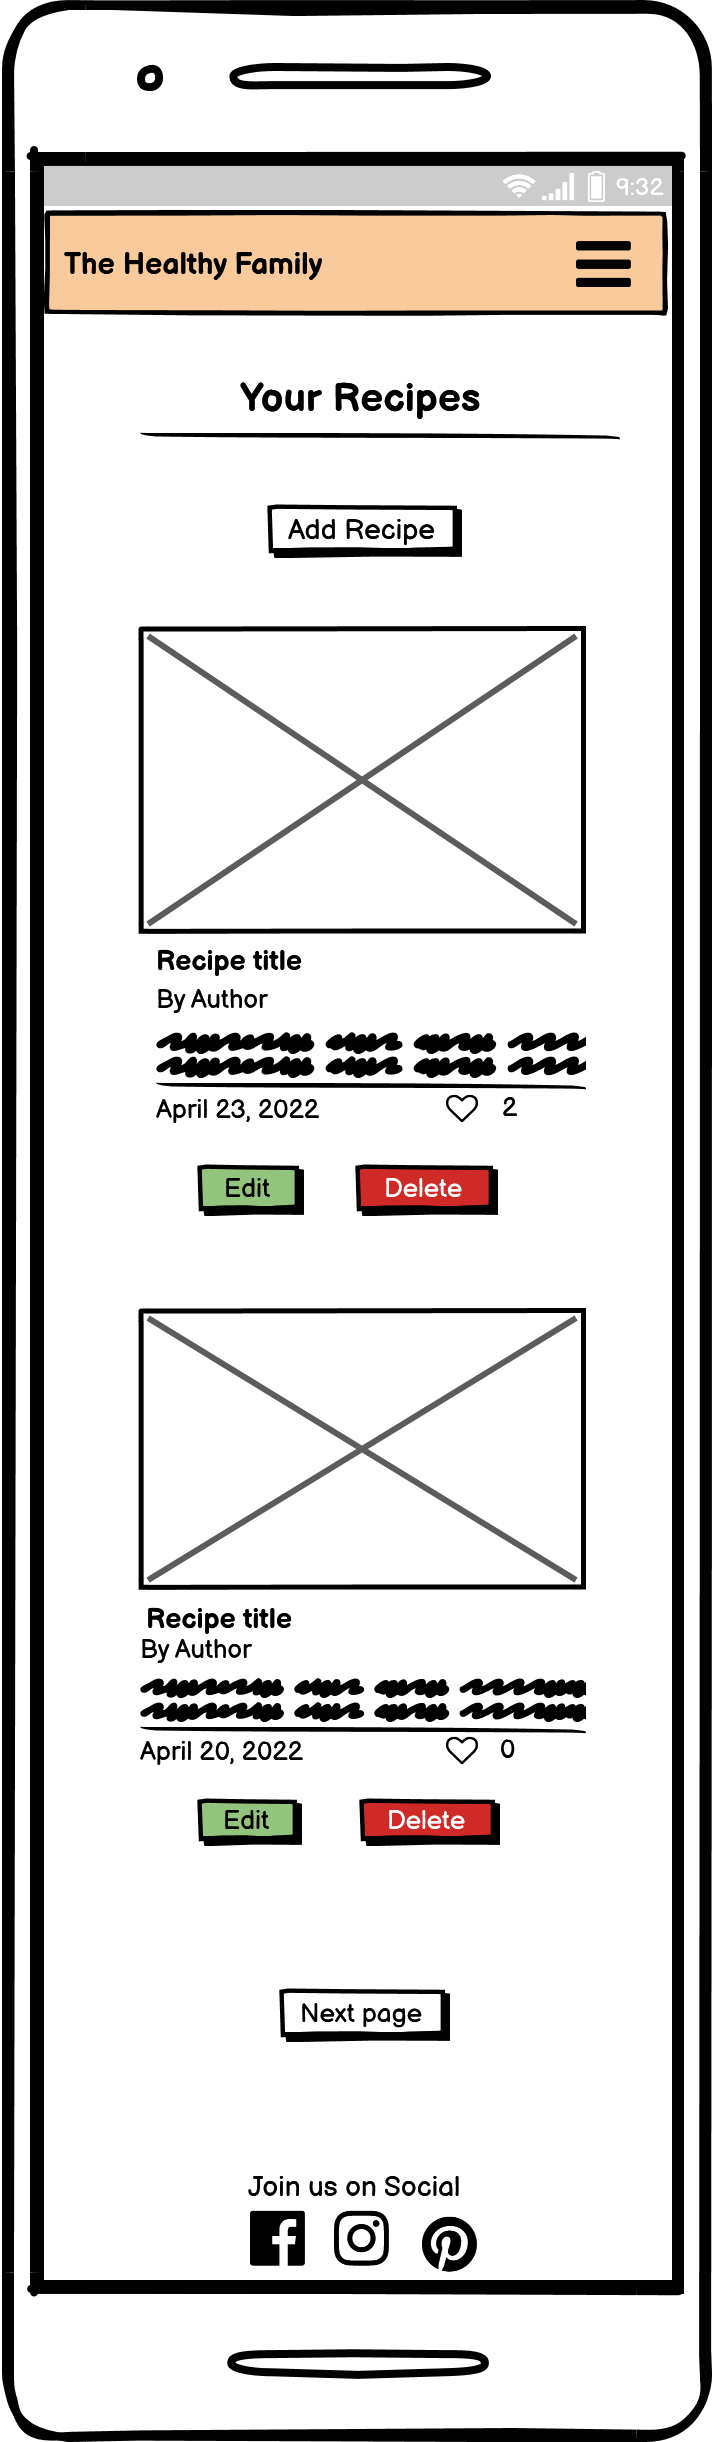 9:32
The Healthy Family
Your Recipes
Add Recipe
Recipe title
By Author
April 23, 2022 2
Edit Delete
Recipe title
By Author
April 20, 2022 0
Edit Delete
Next page
Join us on Social